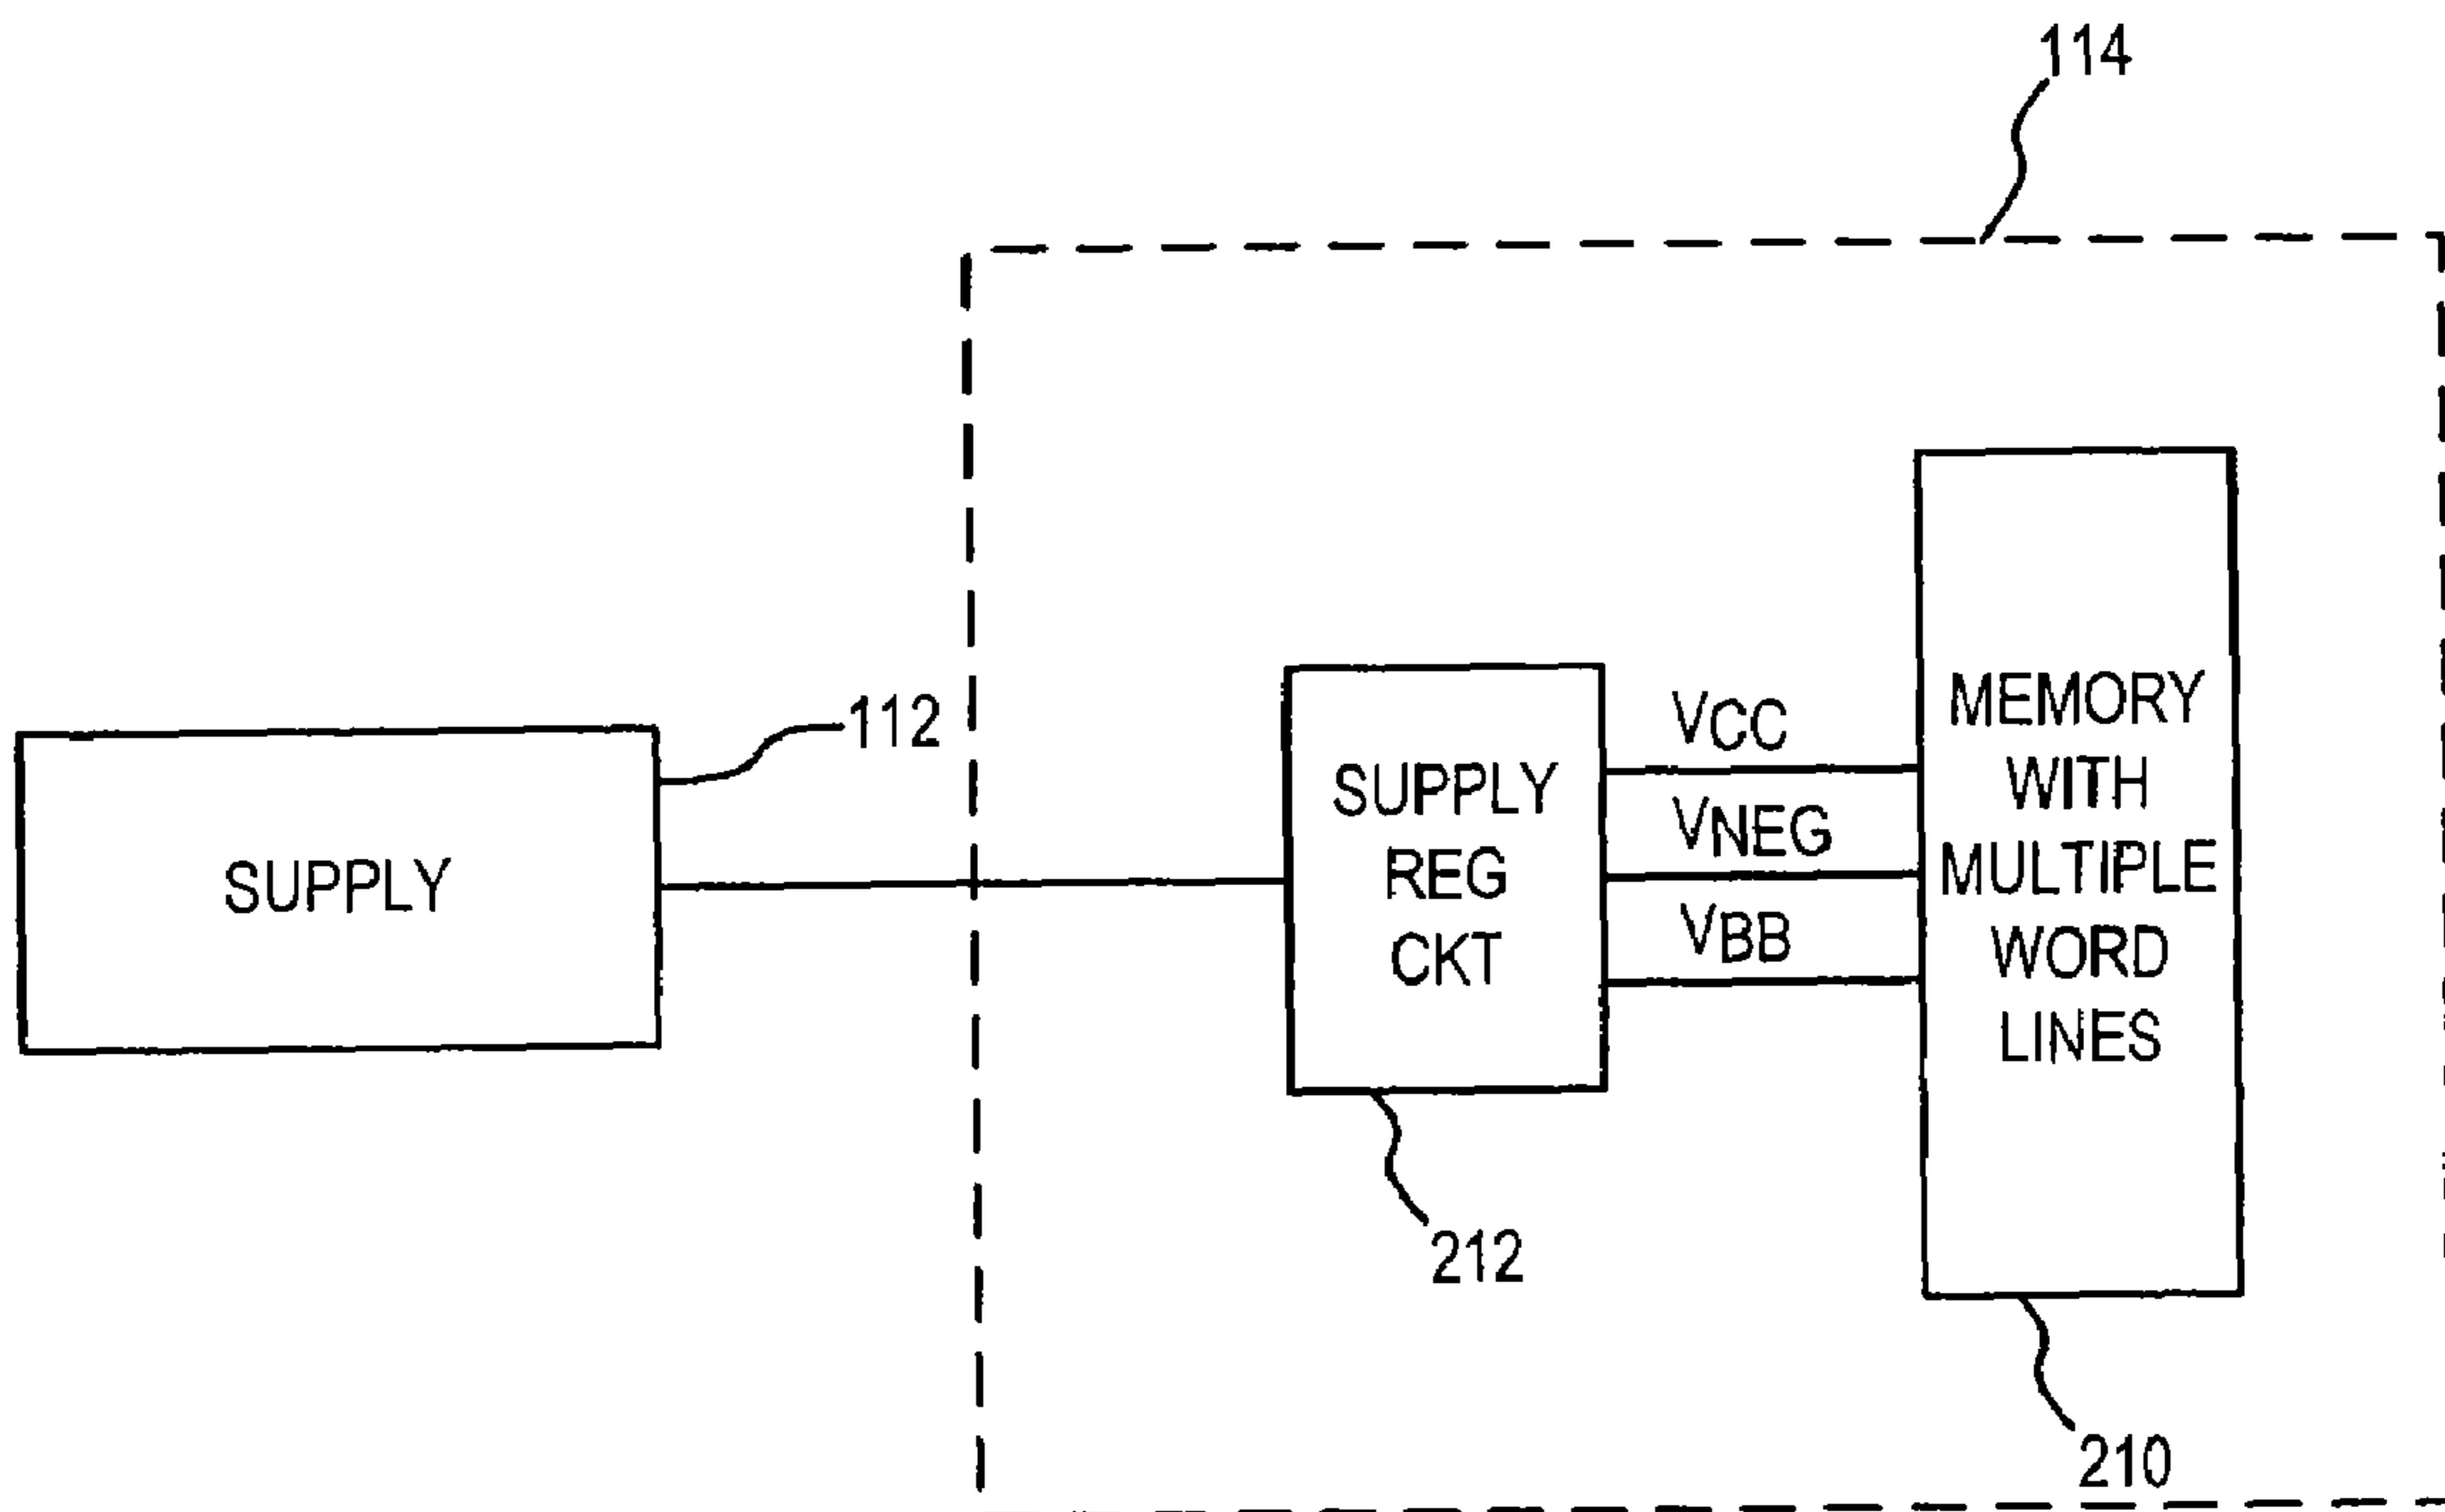 114
112
SUPPLY
SUPPLY
REG
CKT
VCC
VNEG
VBB
MEMORY
WITH
MULTIPLE
WORD
LINES
212
210